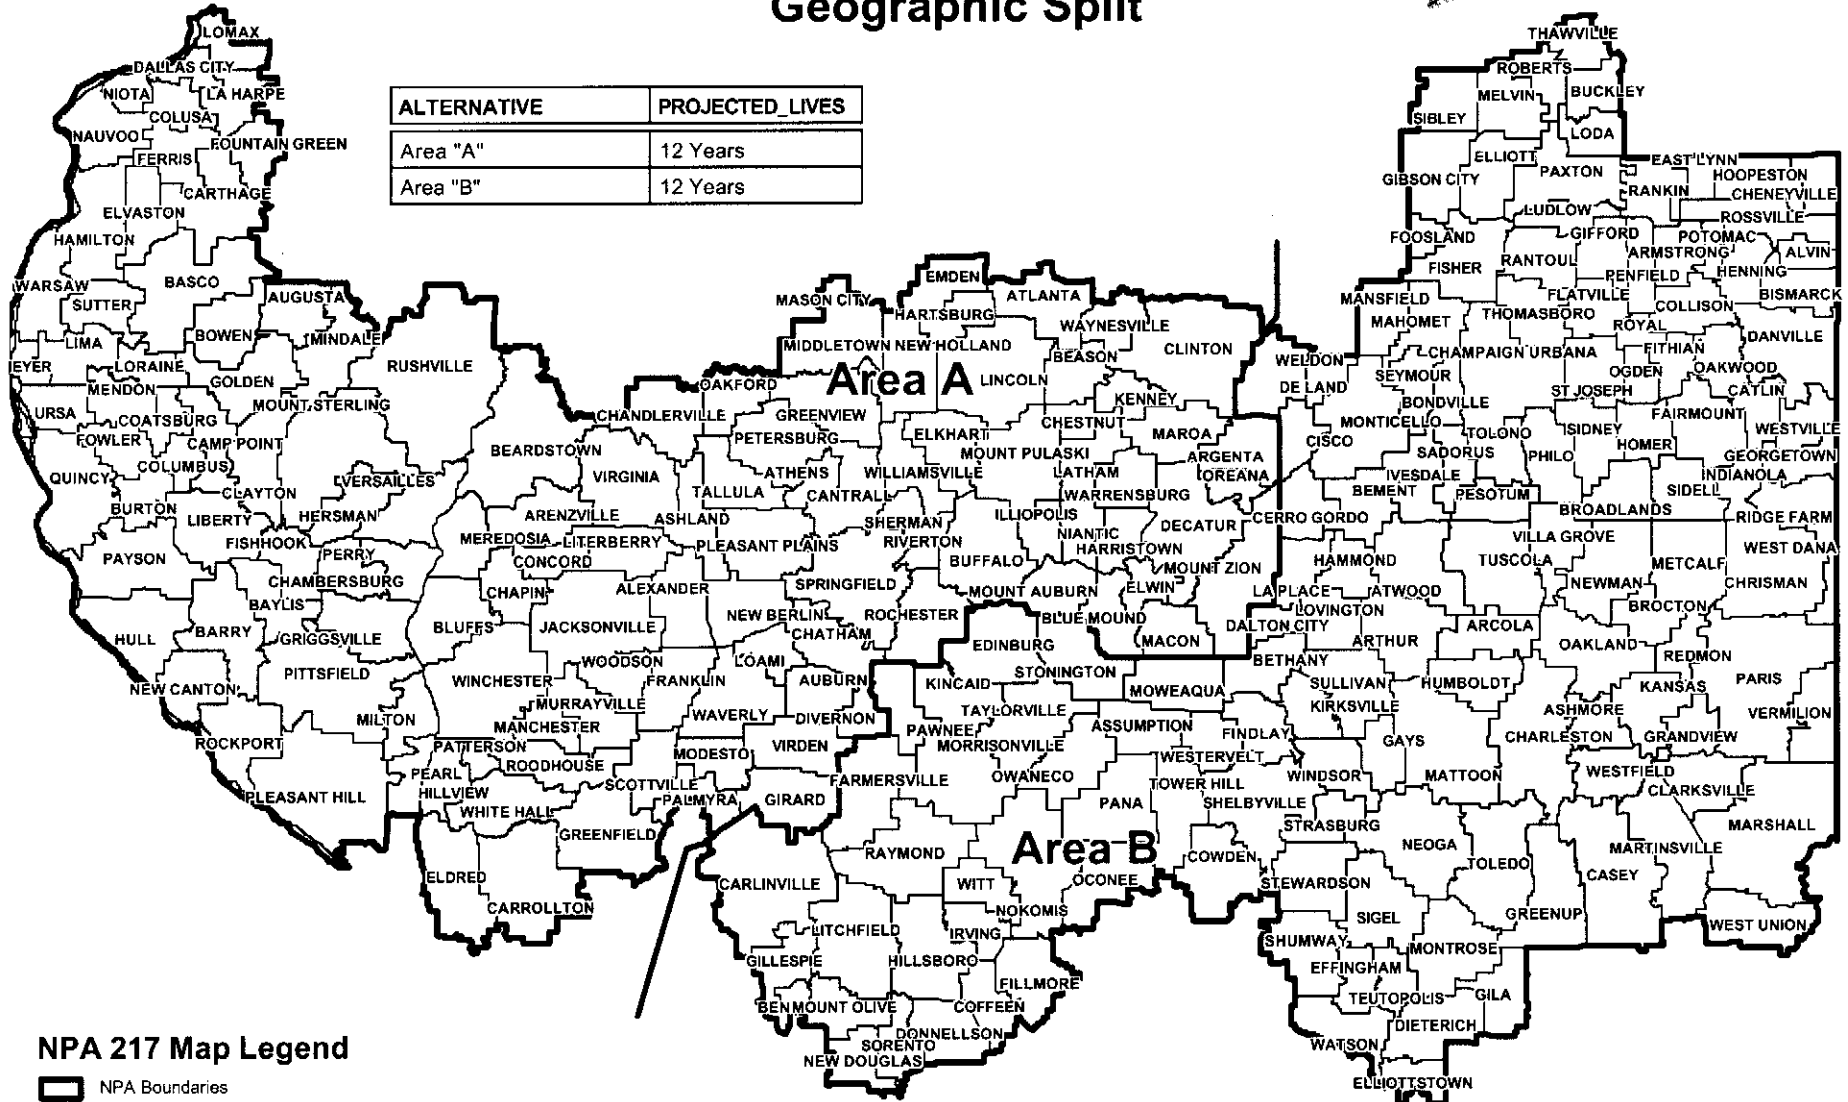 Geographic Split
ALTERNATIVE PROJECTED_LIVES
Area "A" 12 Years
Area "B" 12 Years
LOMAX
THAWVILLE
DALLAS CITY
ROBERTS
NIOTA LA HARPE
MELVIN BUCKLEY
COLUSA
SIBLEY
NAUVOO FOUNTAIN GREEN
LODA
FERRIS
ELLIOTT EAST LYNN
PAXTON HOOPESTON
GIBSON CITY
CARTHAGE RANKIN CHENEYVILLE
ELVASTON LUDLOW ROSSVILLE
HAMILTON FOOSLAND GIFFORD POTOMAC
ARMSTRONG ALVIN
RANTOUL
FISHER HENNING
EMDEN PENFIELD
WARSAW BASCO
AUGUSTA MASON CITY ATLANTA MANSFIELD FLATVILLE BISMARCK
SUTTER COLLISON
HARTSBURG THOMASBORO
MAHOMET
WAYNESVILLE ROYAL
BOWEN MINDALE DANVILLE
LIMA MIDDLETOWN NEW HOLLAND CLINTON FITHIAN
BEASON WELDON CHAMPAIGN URBANA
EYER LORAINE RUSHVILLE OGDEN OAKWOOD
Area A
GOLDEN OAKFORD LINCOLN DE LAND SEYMOUR
MENDON ST JOSEPH CATLIN
MOUNT STERLING KENNEY BONDVILLE
URSA COATSBURG CHANDLERVILLE GREENVIEW CHESTNUT MONTICELLO FAIRMOUNT
FOWLER CAMP POINT PETERSBURG ELKHART MAROA CISCO TOLONO SIDNEY WESTVILLE
BEARDSTOWN MOUNT PULASKI SADORUS PHILO HOMER
COLUMBUS ARGENTA GEORGETOWN
QUINCY VERSAILLES VIRGINIA ATHENS WILLIAMSVILLE LATHAM OREANA IVESDALE INDIANOLA
CLAYTON TALLULA CANTRALL WARRENSBURG BEMENT PESOTUM SIDELL
BURTON BROADLANDS
LIBERTY HERSMAN ARENZVILLE ASHLAND SHERMAN ILLIOPOLIS DECATUR CERRO GORDO RIDGE FARM
FISHHOOK MEREDOSIA LITERBERRY PLEASANT PLAINS RIVERTON NIANTIC VILLA GROVE
PAYSON PERRY CONCORD BUFFALO HARRISTOWN HAMMOND TUSCOLA METCALF WEST DANA
CHAMBERSBURG CHAPIN ALEXANDER SPRINGFIELD MOUNT ZION NEWMAN CHRISMAN
BAYLIS MOUNT AUBURN ELWIN LA PLACE ATWOOD
NEW BERLIN ROCHESTER BLUE MOUND LOVINGTON BROCTON
HULL BARRY GRIGGSVILLE BLUFFS JACKSONVILLE CHATHAM MACON DALTON CITY ARTHUR ARCOLA
EDINBURG OAKLAND
PITTSFIELD WOODSON LOAMI STONINGTON BETHANY REDMON
NEW CANTON WINCHESTER FRANKLIN AUBURN KINCAID MOWEAQUA SULLIVAN HUMBOLDT KANSAS PARIS
MURRAYVILLE TAYLORVILLE KIRKSVILLE ASHMORE
MILTON MANCHESTER WAVERLY DIVERNON PAWNEE ASSUMPTION FINDLAY VERMILION
ROCKPORT PATTERSON MODESTO VIRDEN MORRISONVILLE WESTERVELT GAYS CHARLESTON GRANDVIEW
ROODHOUSE
PEARL SCOTTVILLE FARMERSVILLE OWANECO TOWER HILL WINDSOR MATTOON WESTFIELD
PLEASANT HILL HILLVIEW PALMYRA GIRARD PANA SHELBYVILLE CLARKSVILLE
WHITE HALL
GREENFIELD STRASBURG MARSHALL
RAYMOND Area B COWDEN NEOGA TOLEDO MARTINSVILLE
ELDRED CARLINVILLE WITT OCONEE STEWARDSON CASEY
CARROLLTON NOKOMIS SIGEL GREENUP
LITCHFIELD IRVING WEST UNION
GILLESPIE HILLSBORO SHUMWAY MONTROSE
EFFINGHAM
FILLMORE
BEN MOUNT OLIVE COFFEEN TEUTOPOLIS GILA
DONNELLSON DIETERICH
SORENTO WATSON
NPA 217 Map Legend
NEW DOUGLAS
NPA Boundaries
ELLIOTTSTOWN